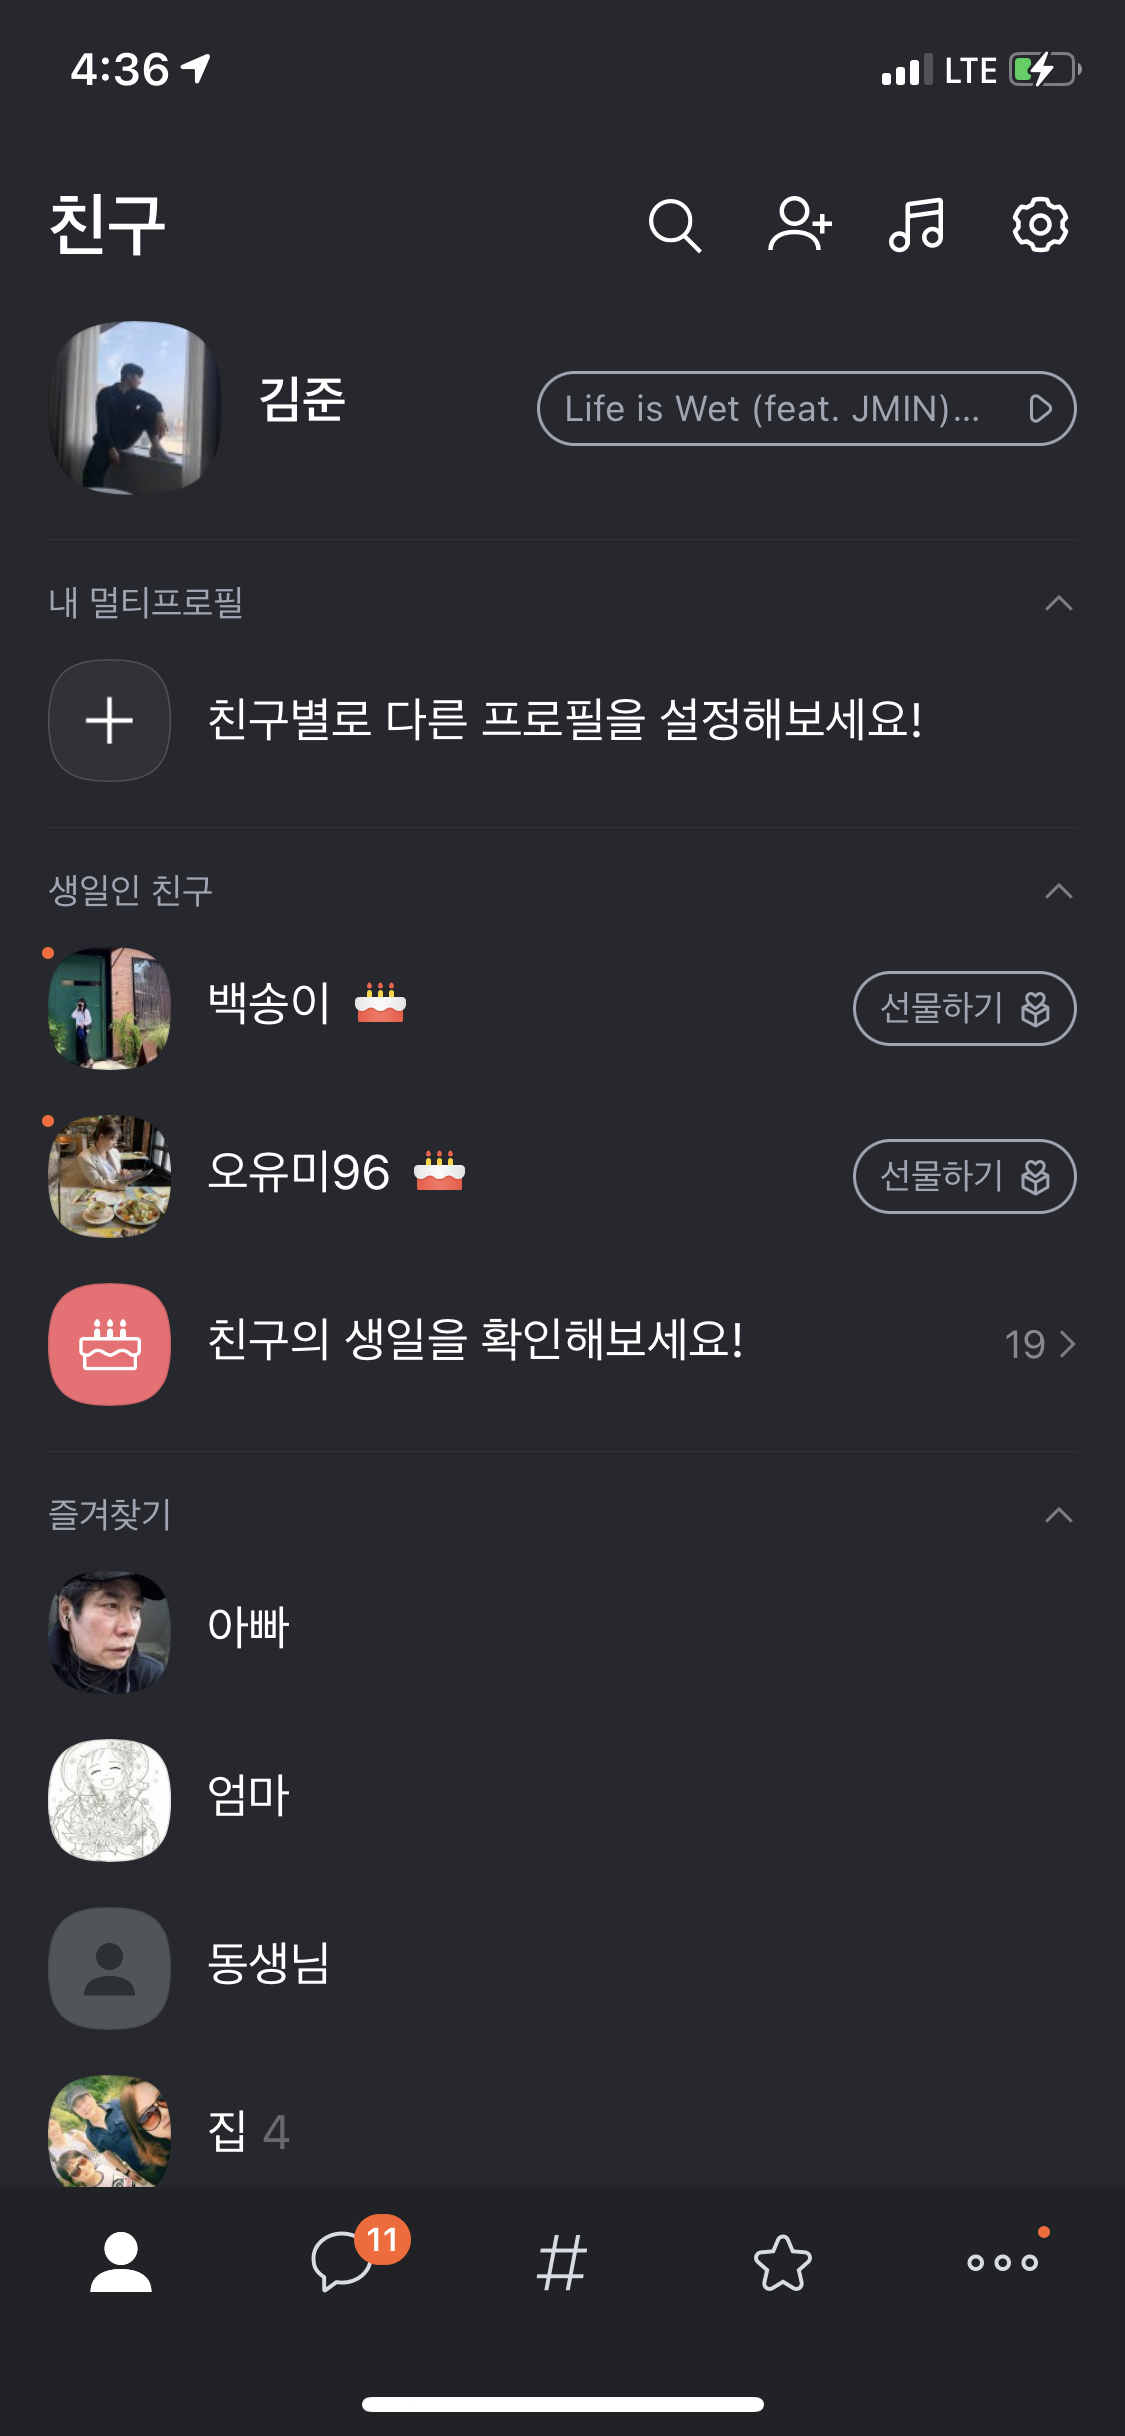 4:36
LTE
친구
김준
Life is Wet (feat. JMIN)...
내 멀티프로필
친구별로 다른 프로필을 설정해보세요!
생일인 친구
백송이
선물하기
오유미96
선물하기
친구의 생일을 확인해보세요!
19
즐겨찾기
아빠
엄마
동생님
집 4
11